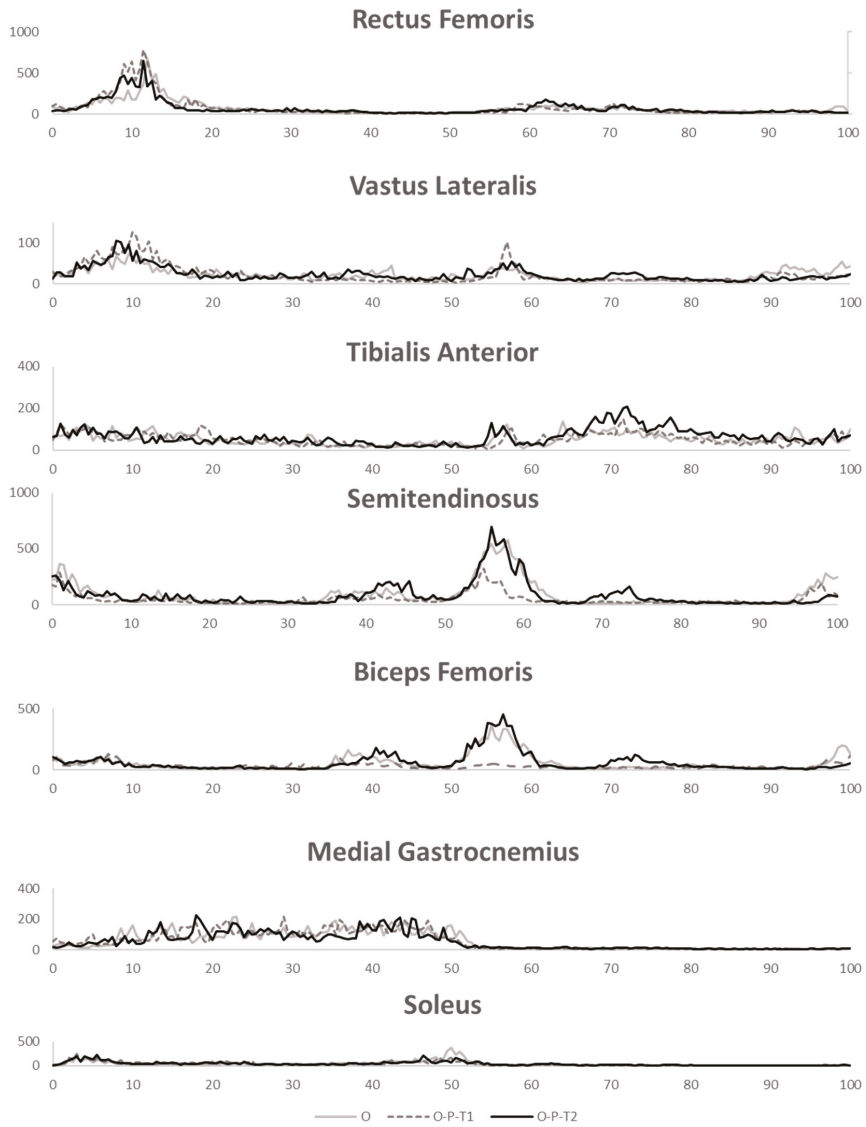 Rectus Femoris
1000
500
0
0 10 20 30 40 50 60 70 80 90 100
Vastus Lateralis
100
0
0 10 20 30 40 50 60 70 80 90 100
Tibialis Anterior
400
200
0
0 10 20 30 40 50 60 70 80 90 100
Semitendinosus
1000
500
0
0 10 20 30 40 50 60 70 80 90 100
Biceps Femoris
500
0
0 10 20 30 40 50 60 70 80 90 100
Medial Gastrocnemius
400
200
0
0 10 20 30 40 50 60 70 80 90 100
Soleus
500
0
0 10 20 30 40 50 60 70 80 90 100
O O-P-T1 O-P-T2